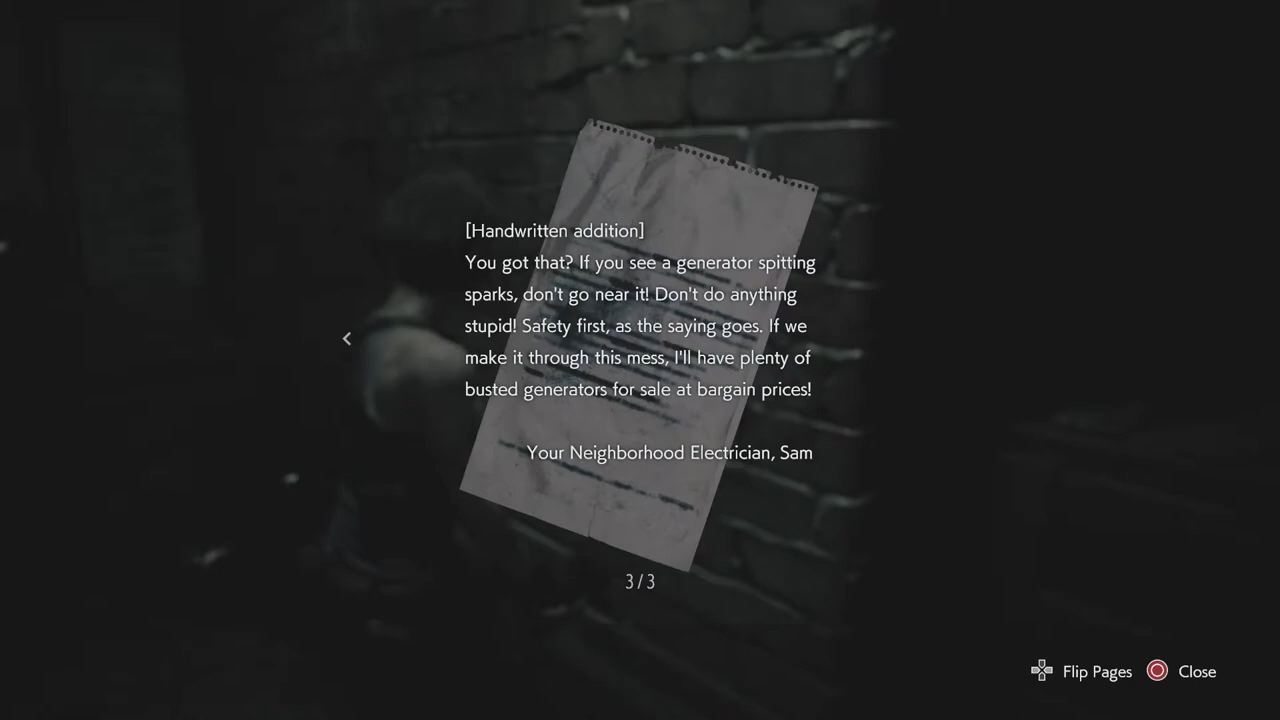 [Handwritten addition]
You got that? If you see a generator spitting
sparks, don't go near it! Don't do anything
stupid! Safety first, as the saying goes. If we
make it through this mess, I'll have plenty of
busted generators for sale at bargain prices!
Your Neighborhood Electrician, Sam
3/3
Flip Pages Close